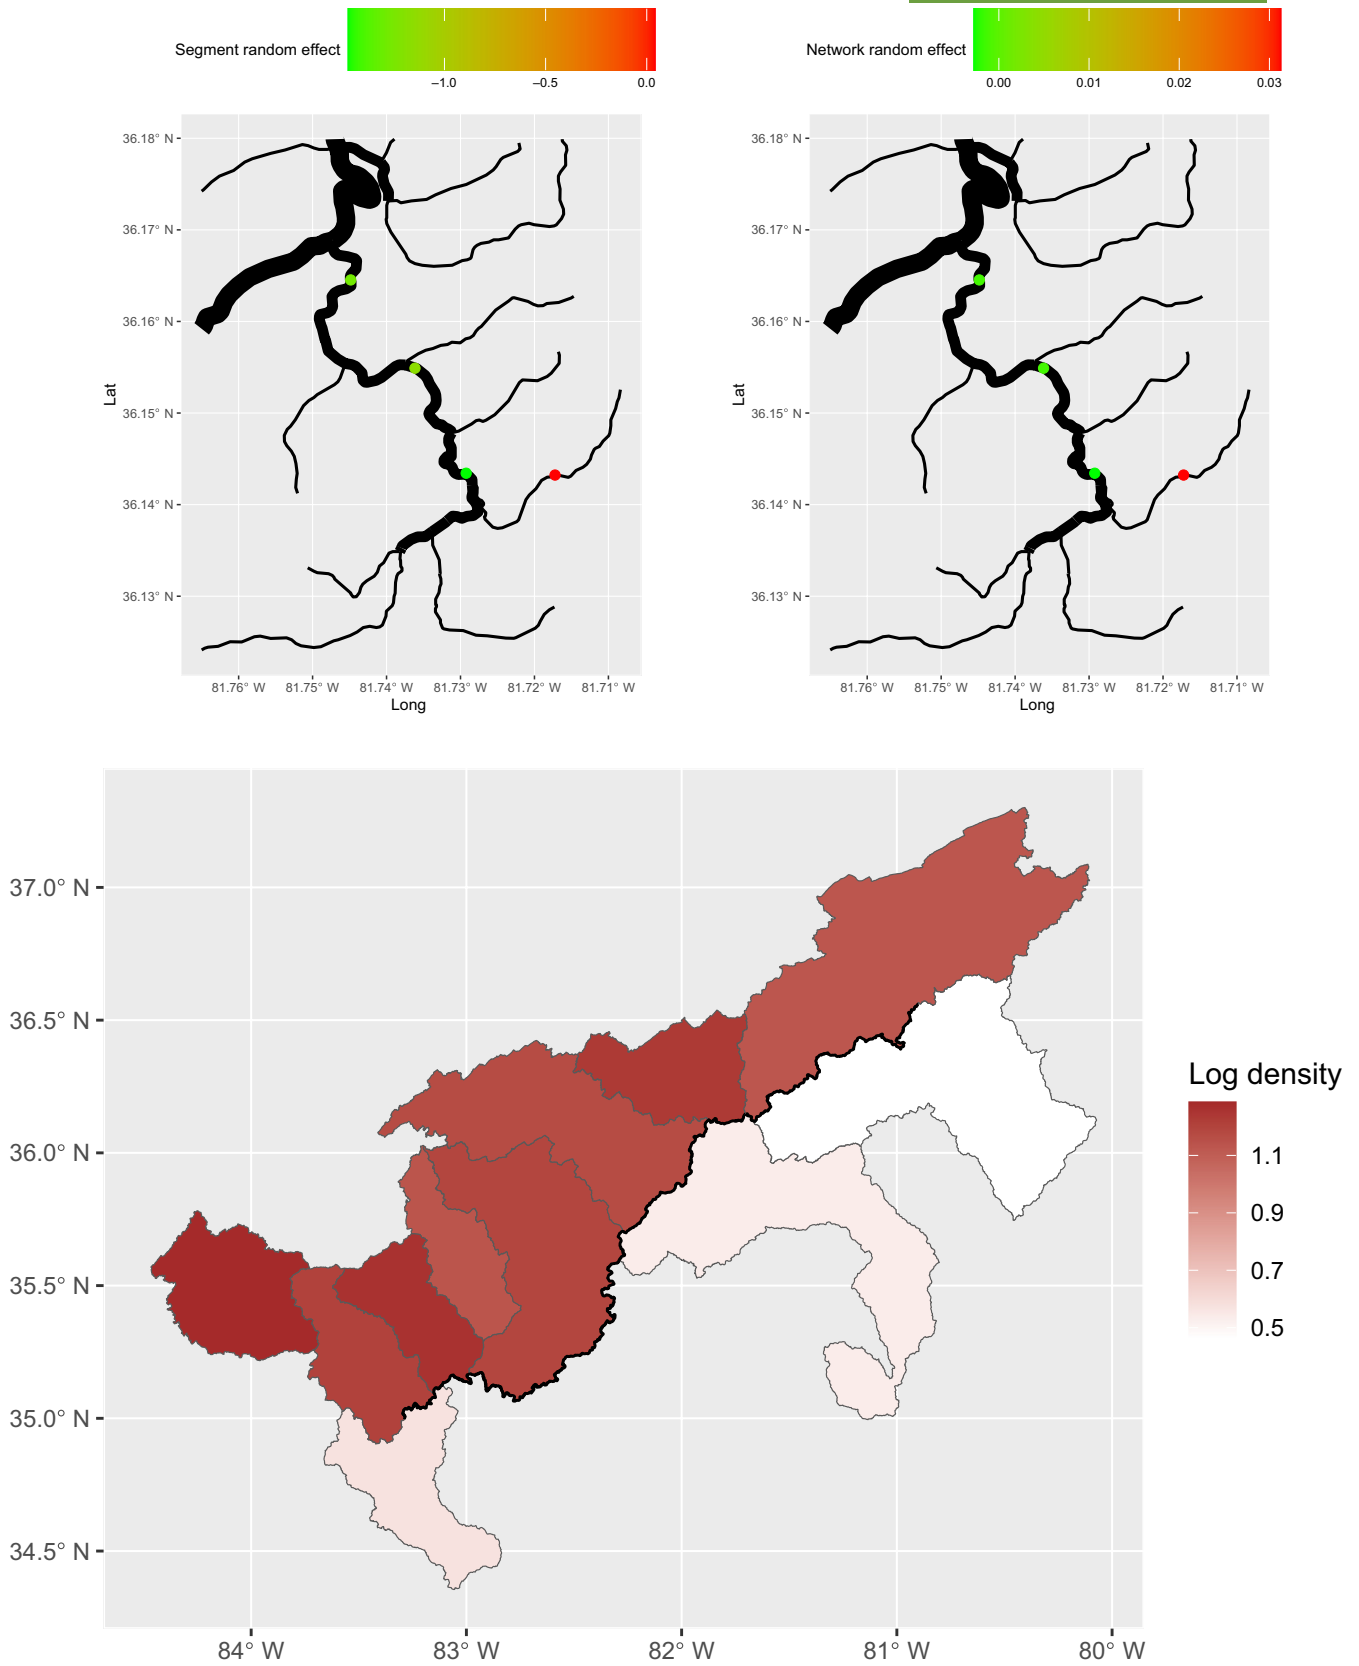 Segment random effect
−1.0 −0.5 0.0
Network random effect
0.00 0.01 0.02 0.03
36.18° N
36.17° N
36.16° N
36.15° N
36.14° N
36.13° N
Lat
81.76° W 81.75° W 81.74° W 81.73° W 81.72° W 81.71° W
Long
36.18° N
36.17° N
36.16° N
36.15° N
36.14° N
36.13° N
Lat
81.76° W 81.75° W 81.74° W 81.73° W 81.72° W 81.71° W
Long
37.0° N
36.5° N
36.0° N
35.5° N
35.0° N
34.5° N
84° W 83° W 82° W 81° W 80° W
Log density
1.1
0.9
0.7
0.5